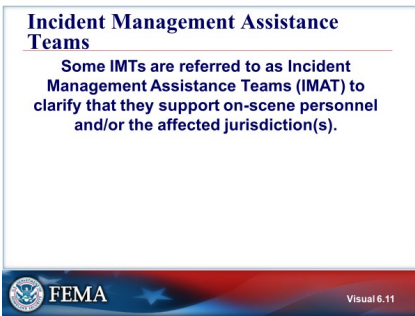 Incident Management Assistance
Teams
Some IMTs are referred to as Incident
Management Assistance Teams (IMAT) to
clarify that they support on-scene personnel
and/or the affected jurisdiction(s).
FEMA
Visual 6.11